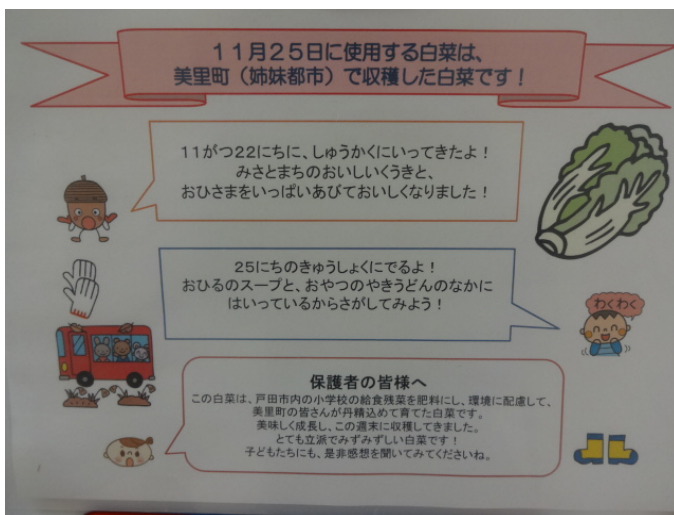 11月25日に使用する白菜は、
美里町（姉妹都市）で収穫した白菜です！
11がつ22にちに、しゅうかくにいってきたよ！
みさとまちのおいしいくうきと、
おひさまをいっぱいあびておいしくなりました！
25にちのきゅうしょくにでるよ！
おひるのスープと、おやつのやきうどんのなかに
はいっているからさがしてみよう！
わくわく
保護者の皆様へ
この白菜は、戸田市内の小学校の給食残菜を肥料にし、環境に配慮して、
美里町の皆さんが丹精込めて育てた白菜です。
美味しく成長し、この週末に収穫してきました。
とても立派でみずみずしい白菜です！
子どもたちにも、是非感想を聞いてみてくださいね。